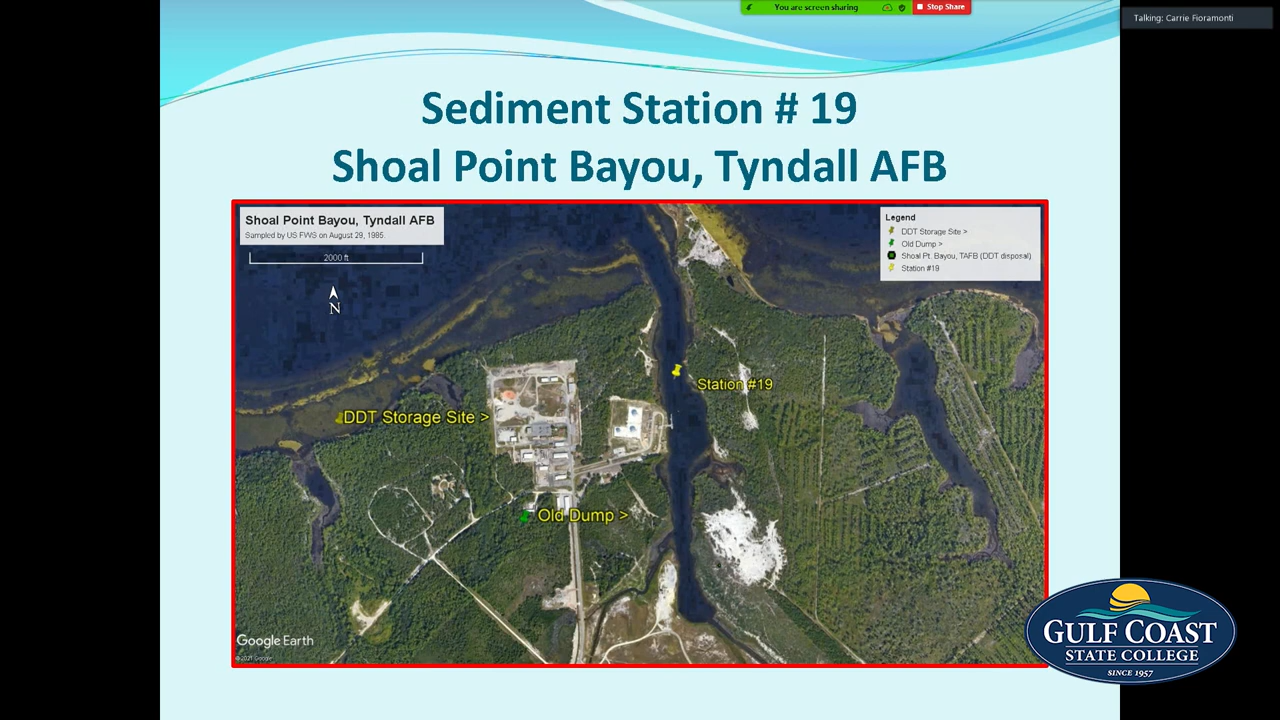 You are screen sharing
Stop Share
Talking: Carrie Fioramonti
Sediment Station # 19
Shoal Point Bayou, Tyndall AFB
Shoal Point Bayou, Tyndall AFB
Sampled by US FWS on August 29, 1985.
2000 ft
N
Legend
DDT Storage Site >
Old Dump >
Shoal Pt. Bayou, TAFB (DDT disposal)
Station #19
Station #19
DDT Storage Site >
Old Dump >
Google Earth
© 2021 Google
GULF COAST
STATE COLLEGE
SINCE 1957